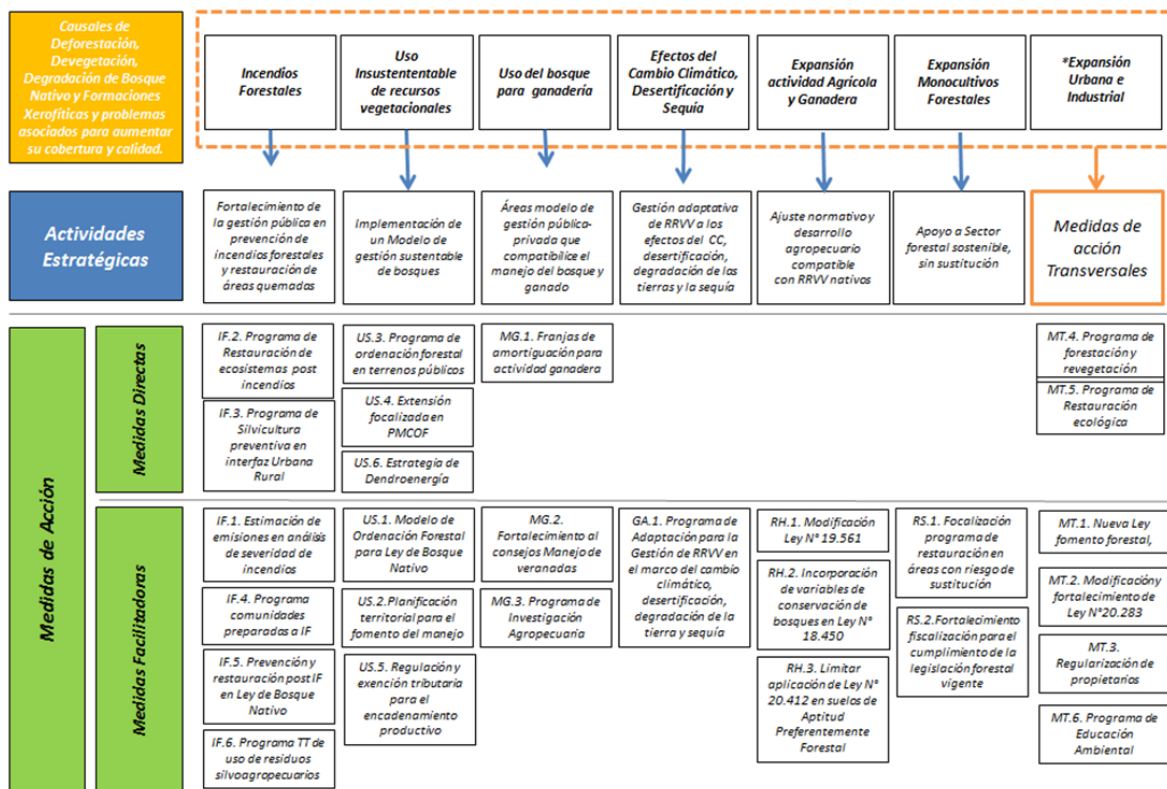 Causales de
Deforestación,
Devegetación,
Degradación de Bosque
Nativo y Formaciones
Xerofíticas y problemas
asociados para aumentar
su cobertura y calidad.
Incendios
Forestales
Uso
Insustentable
de recursos
vegetacionales
Uso del bosque
para ganadería
Efectos del
Cambio Climático,
Desertificación y
Sequía
Expansión
actividad Agrícola
y Ganadera
Expansión
Monocultivos
Forestales
*Expansión
Urbana e
Industrial
Actividades
Estratégicas
Fortalecimiento de
la gestión pública en
prevención de
incendios forestales
y restauración de
áreas quemadas
Implementación de
un Modelo de
gestión sustentable
de bosques
Áreas modelo de
gestión pública-
privada que
compatibilice el
manejo del bosque y
ganado
Gestión adaptativa
de RRVV a los
efectos del CC,
desertificación,
degradación de las
tierras y la sequía
Ajuste normativo y
desarrollo
agropecuario
compatible
con RRVV nativos
Apoyo a Sector
forestal sostenible,
sin sustitución
Medidas de
acción
Transversales
Medidas de Acción
Medidas Directas
IF.2. Programa de
Restauración de
ecosistemas post
incendios
IF.3. Programa de
Silvicultura
preventiva en
interfaz Urbana
Rural
US.3. Programa de
ordenación forestal
en terrenos públicos
US.4. Extensión
focalizada en
PMCOF
US.6. Estrategia de
Dendroenergía
MG.1. Franjas de
amortiguación para
actividad ganadera
MT.4. Programa de
forestación y
revegetación
MT.5. Programa de
Restauración
ecológica
Medidas Facilitadoras
IF.1. Estimación de
emisiones en análisis
de severidad de
incendios
IF.4. Programa
comunidades
preparadas a IF
IF.5. Prevención y
restauración post IF
en Ley de Bosque
Nativo
IF.6. Programa TT de
uso de residuos
silvoagropecuarios
US.1. Modelo de
Ordenación Forestal
para Ley de Bosque
Nativo
US.2.Planificación
territorial para el
fomento del manejo
US.5. Regulación y
exención tributaria
para el
encadenamiento
productivo
MG.2.
Fortalecimiento al
consejos Manejo de
veranadas
MG.3. Programa de
Investigación
Agropecuaria
GA.1. Programa de
Adaptación para la
Gestión de RRVV en
el marco del cambio
climático,
desertificación,
degradación de la
tierra y sequía
RH.1. Modificación
Ley N° 19.561
RH.2. Incorporación
de variables de
conservación de
bosques en Ley N°
18.450
RH.3. Limitar
aplicación de Ley N°
20.412 en suelos de
Aptitud
Preferentemente
Forestal
RS.1. Focalización
programa de
restauración en
áreas con riesgo de
sustitución
RS.2.Fortalecimiento
fiscalización para el
cumplimiento de la
legislación forestal
vigente
MT.1. Nueva Ley
fomento forestal,
MT.2. Modificacióny
fortalecimiento de
Ley N°20.283
MT.3.
Regularización de
propietarios
MT.6. Programa de
Educación
Ambiental